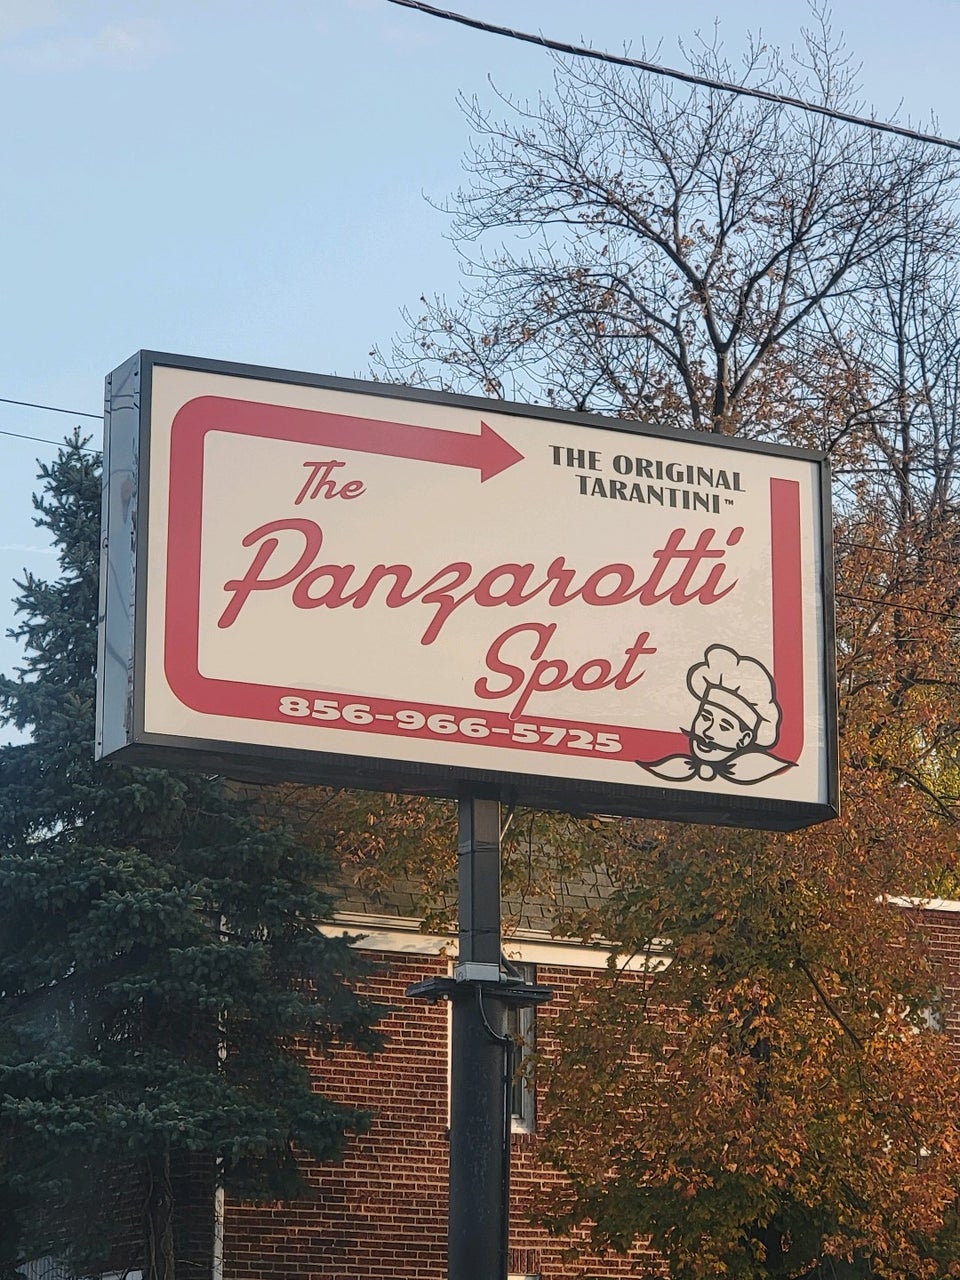 THE ORIGINAL
TARANTINI™
The
Panzarotti
Spot
856-966-5725